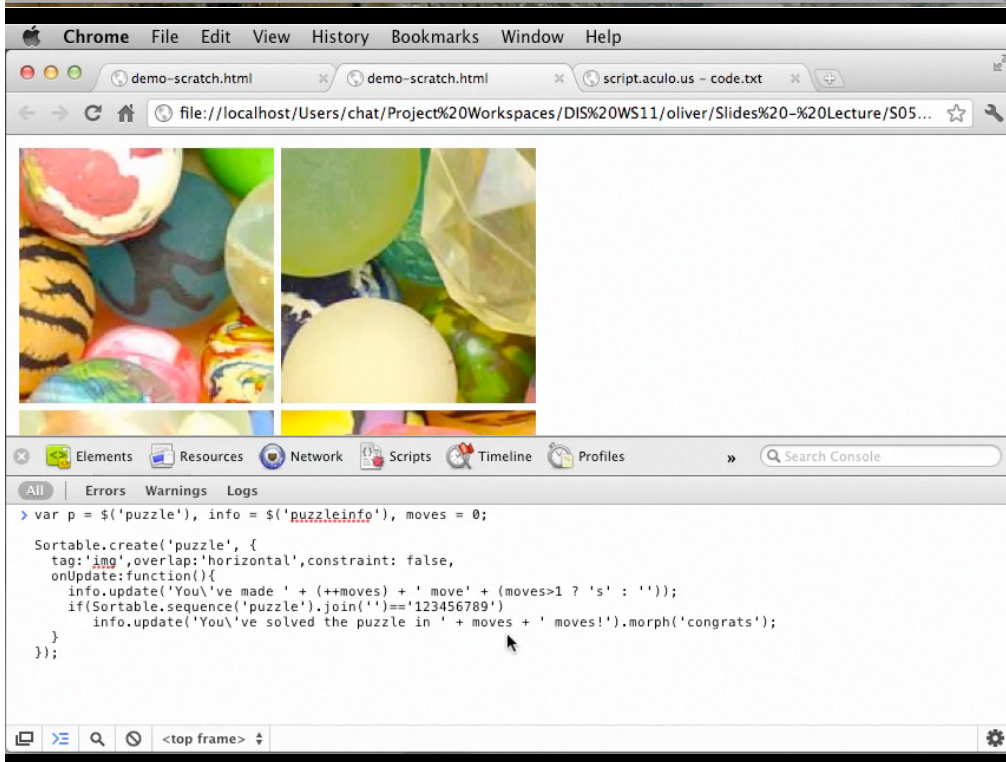 Chrome File Edit View History Bookmarks Window Help
demo-scratch.html demo-scratch.html script.aculo.us – code.txt
file://localhost/Users/chat/Project%20Workspaces/DIS%20WS11/oliver/Slides%20-%20Lecture/S05...
Elements Resources Network Scripts Timeline Profiles » Search Console
All Errors Warnings Logs
> var p = $('puzzle'), info = $('puzzleinfo'), moves = 0;
Sortable.create('puzzle', {
tag:'img',overlap:'horizontal',constraint: false,
onUpdate:function(){
info.update('You\'ve made ' + (++moves) + ' move' + (moves>1 ? 's' : ''));
if(Sortable.sequence('puzzle').join('')=='123456789')
info.update('You\'ve solved the puzzle in ' + moves + ' moves!').morph('congrats');
}
});
<top frame>